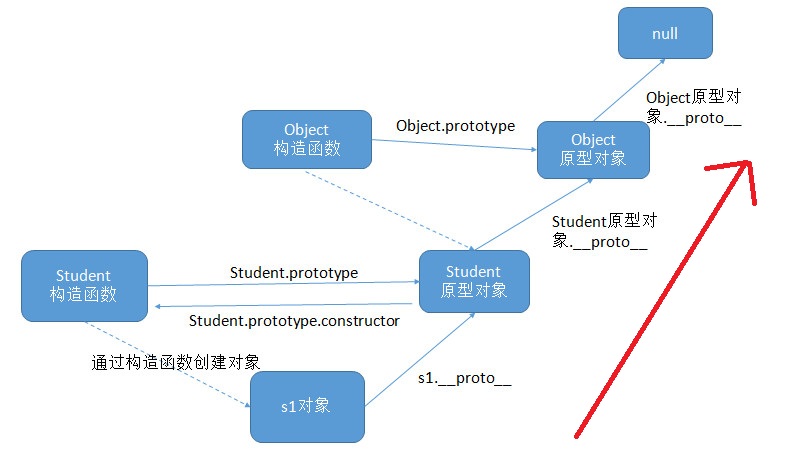 null
Object原型对
象.__proto__
Object
构造函数
Object.prototype
Object
原型对象
Student原型对
象.__proto__
Student
构造函数
Student.prototype
Student
原型对象
Student.prototype.constructor
通过构造函数创建对象
s1.__proto__
s1对象